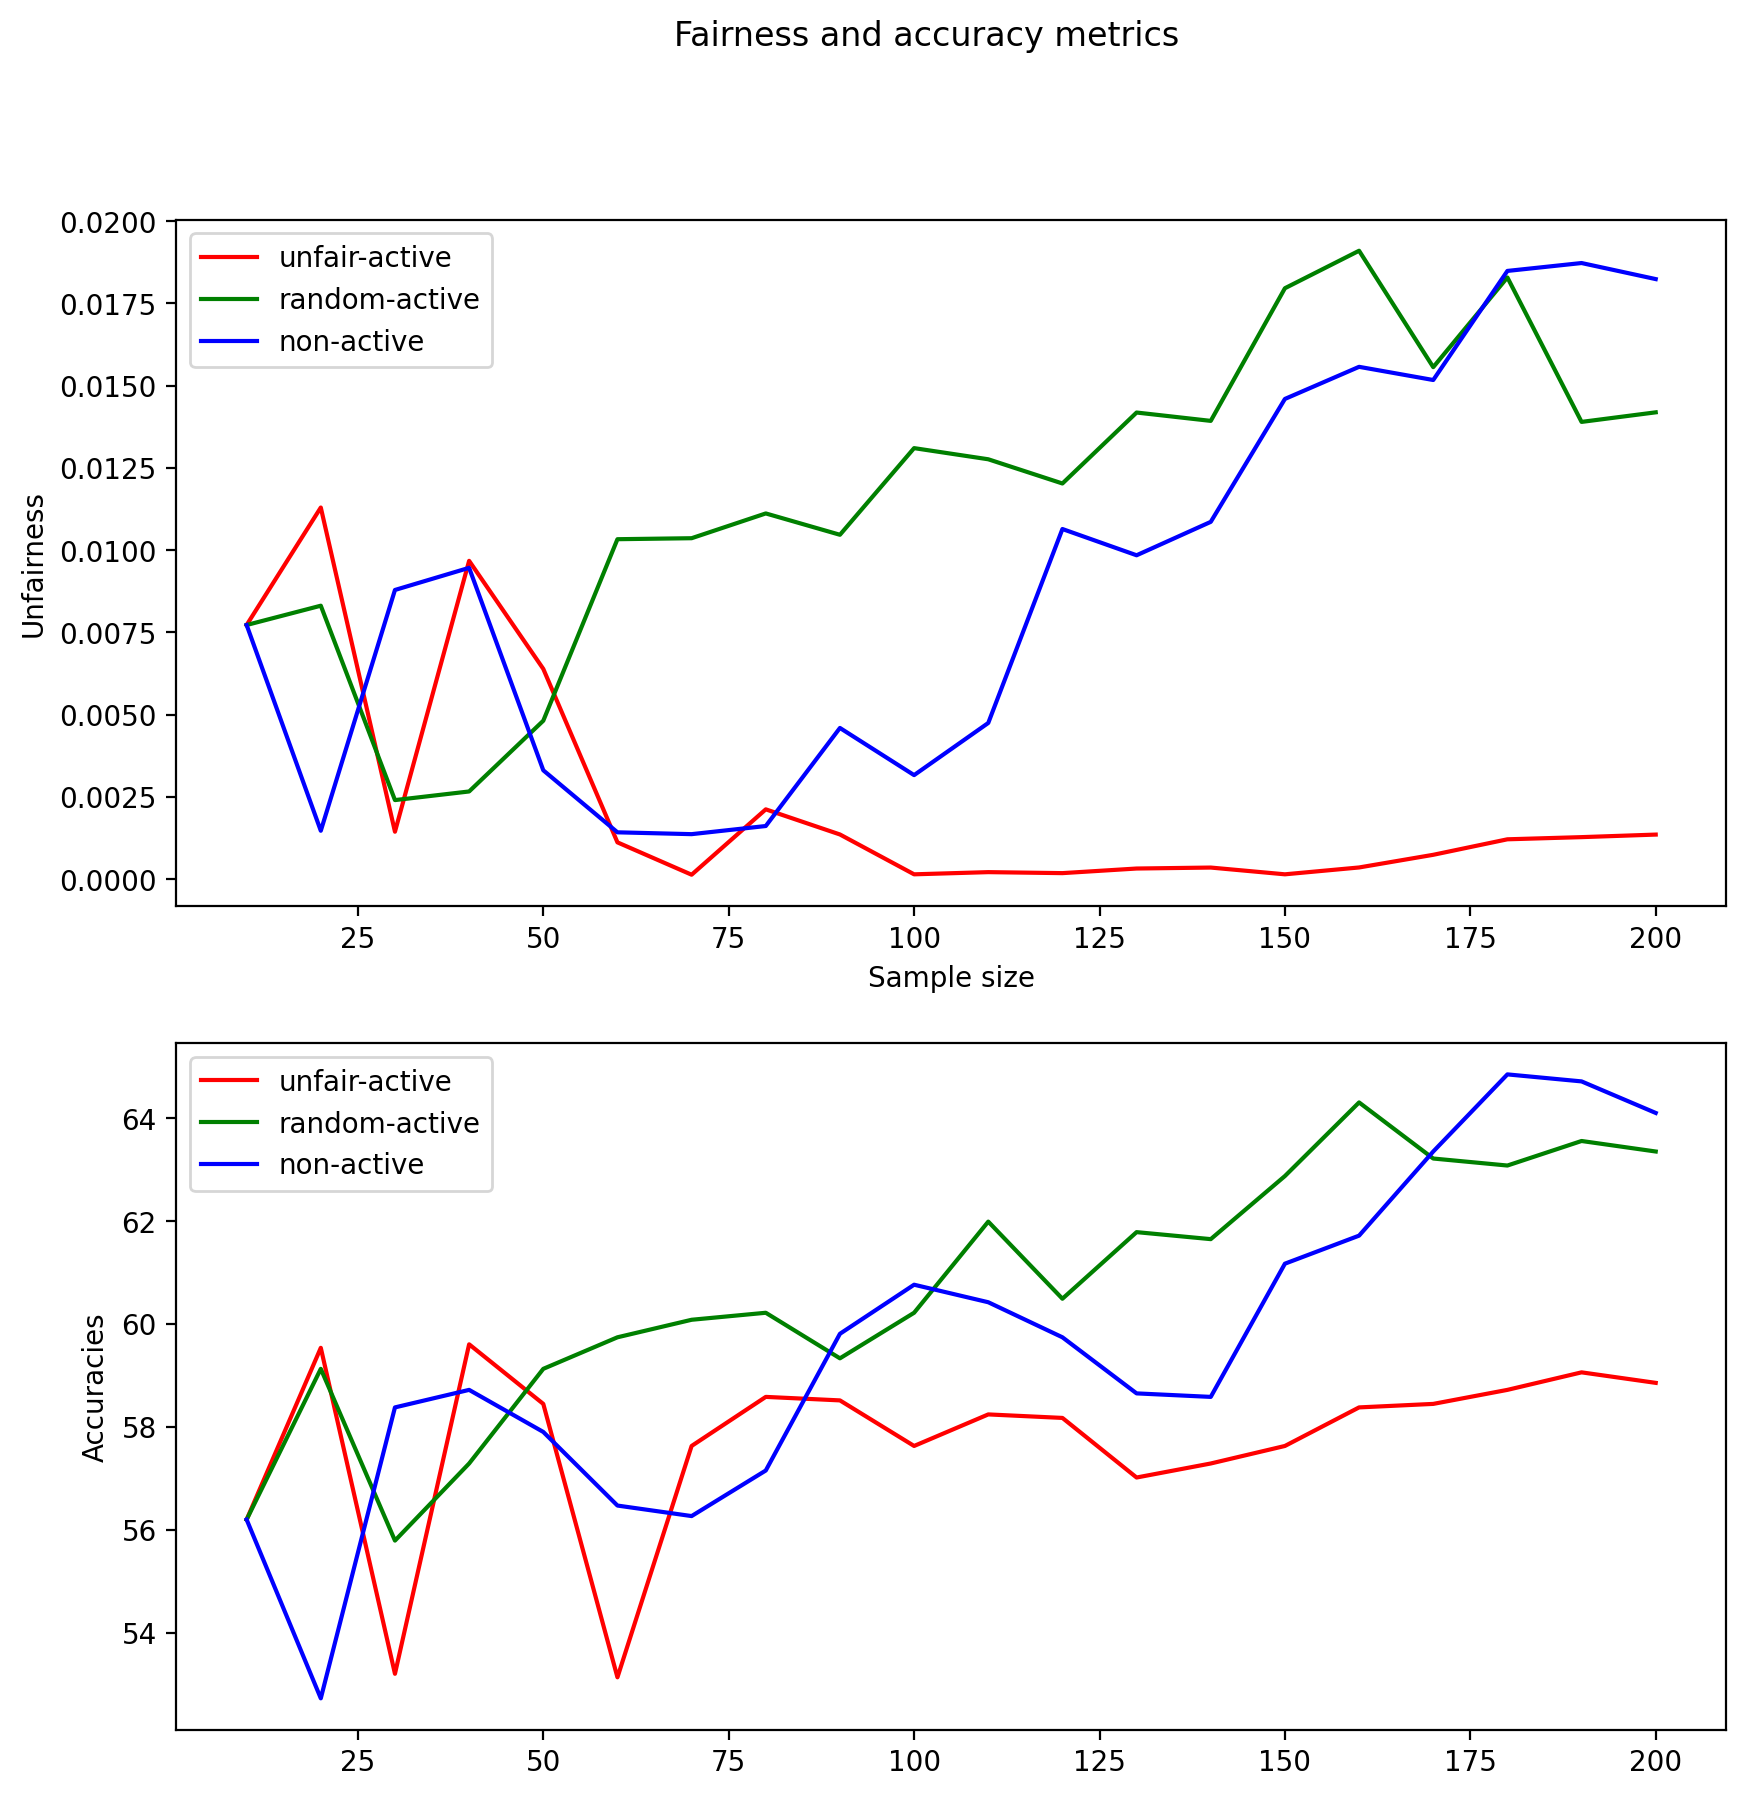 Fairness and accuracy metrics
0.0200
0.0175
0.0150
0.0125
0.0100
0.0075
0.0050
0.0025
0.0000
Unfairness
unfair-active
random-active
non-active
25 50 75 100 125 150 175 200
Sample size
64
62
60
58
56
54
Accuracies
unfair-active
random-active
non-active
25 50 75 100 125 150 175 200